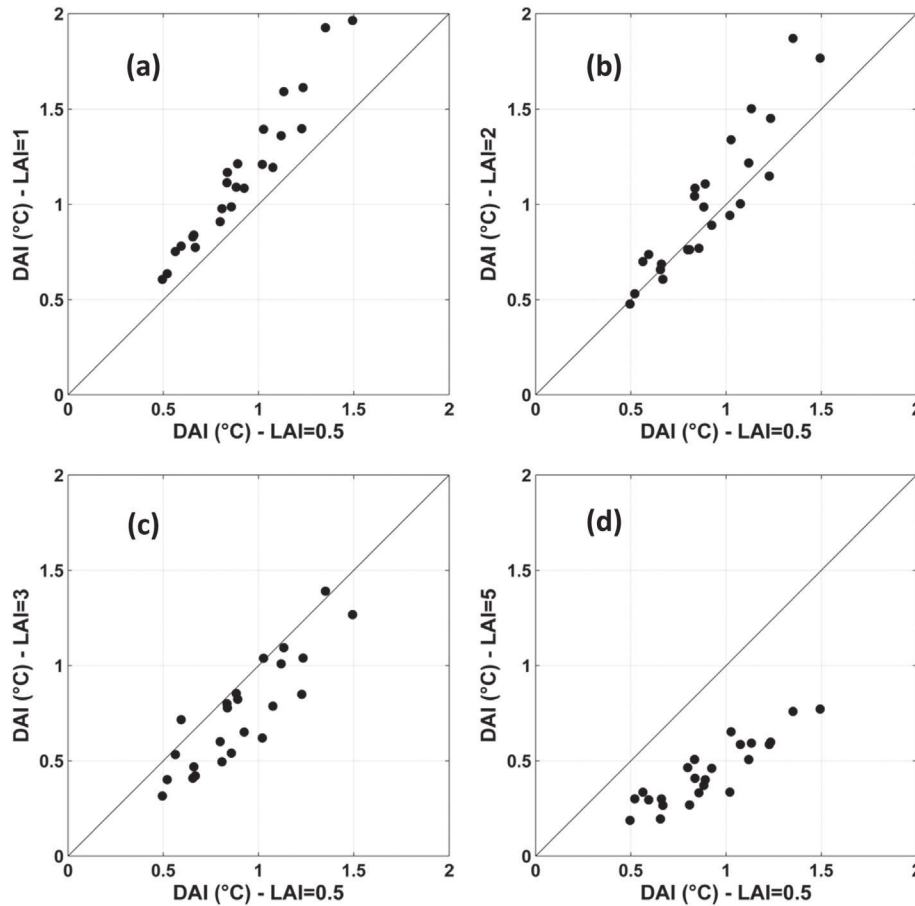 (a)
DAI (°C) - LAI=1
2
1.5
1
0.5
0
0 0.5 1 1.5 2
DAI (°C) - LAI=0.5
(b)
DAI (°C) - LAI=2
2
1.5
1
0.5
0
0 0.5 1 1.5 2
DAI (°C) - LAI=0.5
(c)
DAI (°C) - LAI=3
2
1.5
1
0.5
0
0 0.5 1 1.5 2
DAI (°C) - LAI=0.5
(d)
DAI (°C) - LAI=5
2
1.5
1
0.5
0
0 0.5 1 1.5 2
DAI (°C) - LAI=0.5